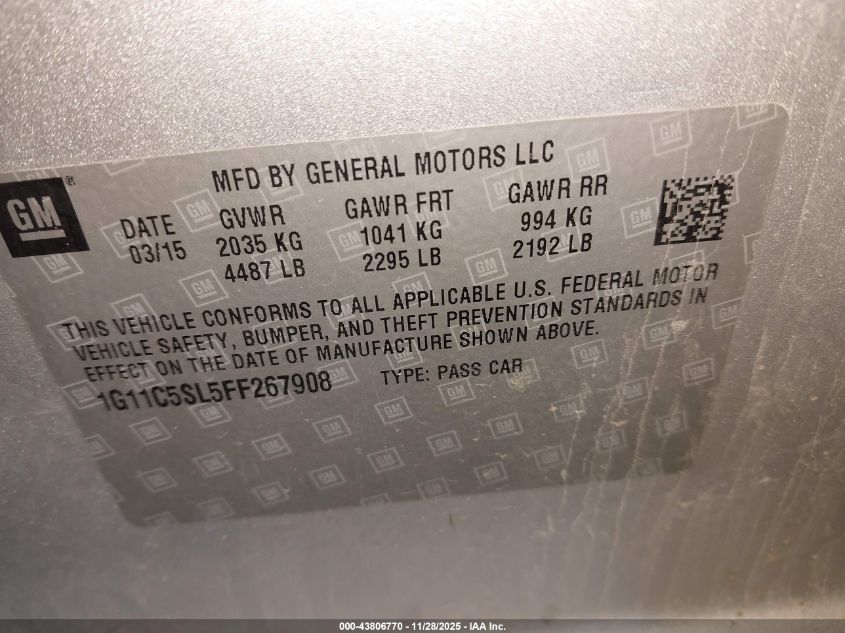 MFD BY GENERAL MOTORS LLC
GM®
DATE GVWR GAWR FRT GAWR RR
03/15 2035 KG 1041 KG 994 KG
4487 LB 2295 LB 2192 LB
THIS VEHICLE CONFORMS TO ALL APPLICABLE U.S. FEDERAL MOTOR
VEHICLE SAFETY, BUMPER, AND THEFT PREVENTION STANDARDS IN
EFFECT ON THE DATE OF MANUFACTURE SHOWN ABOVE.
1G11C5SL5FF267908 TYPE: PASS CAR
000-43806770 - 11/28/2025 - IAA Inc.